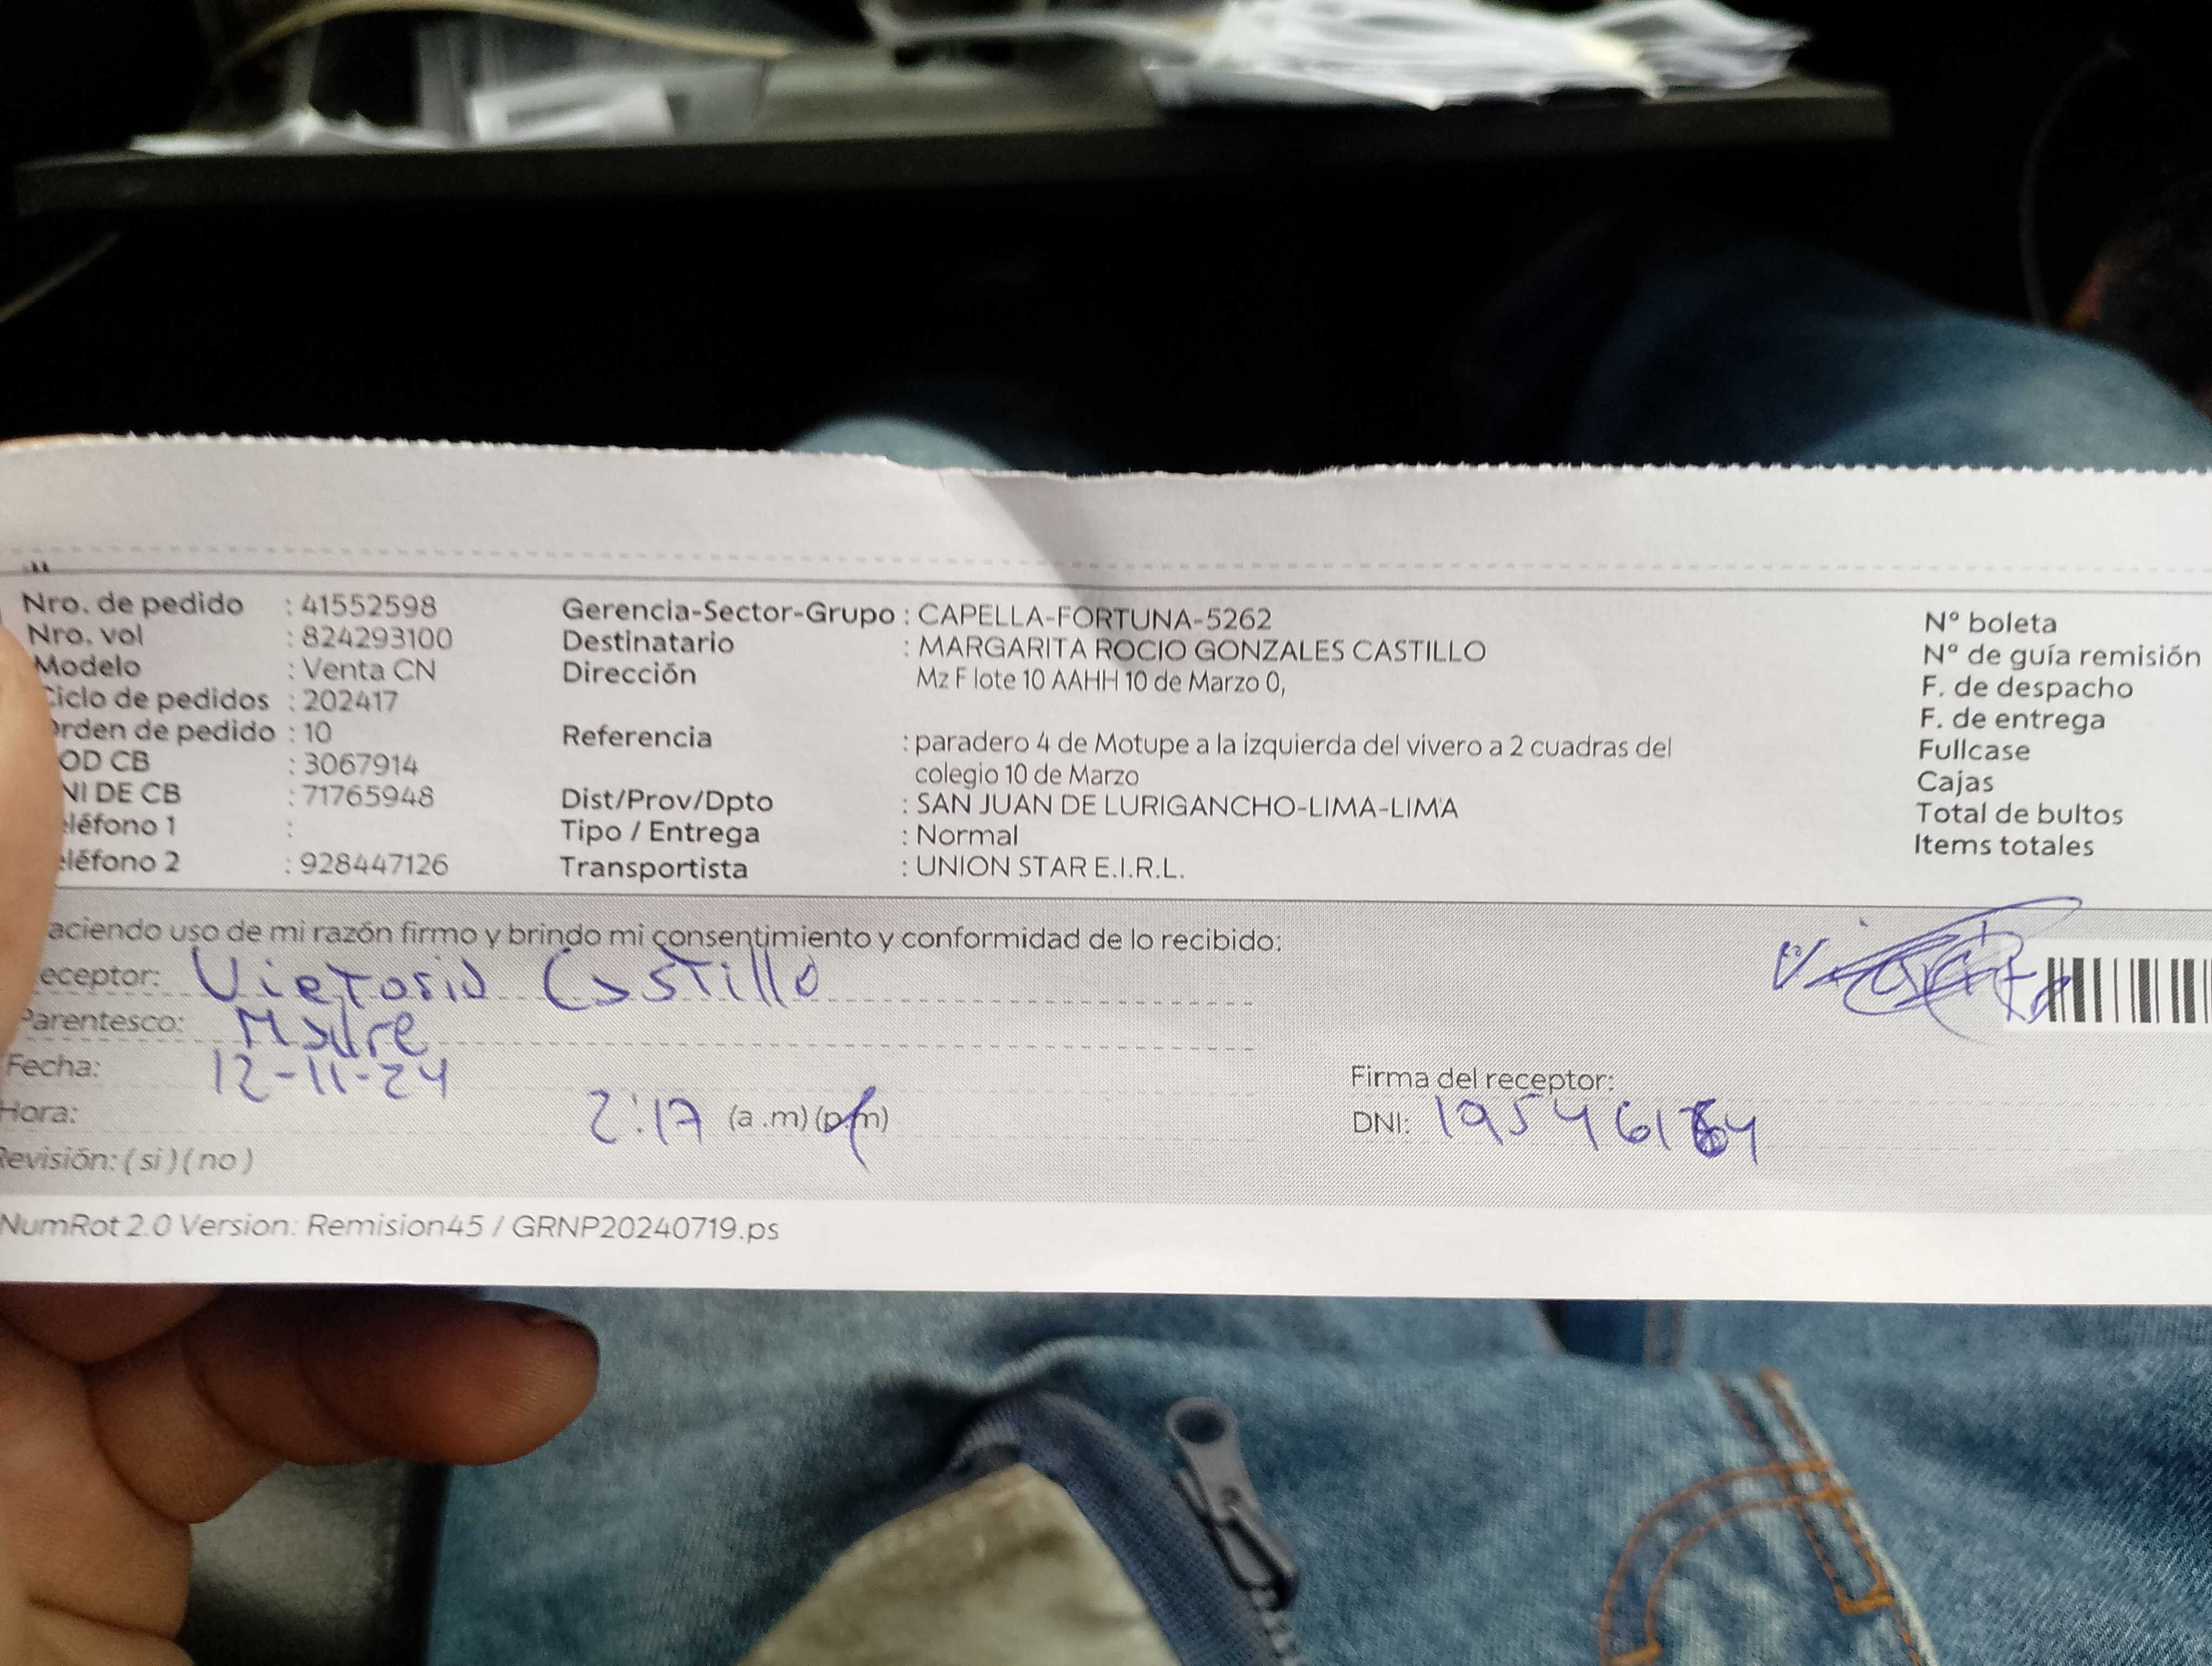 Nro. de pedido : 41552598
Nro. vol : 824293100
Modelo : Venta CN
Ciclo de pedidos : 202417
Orden de pedido : 10
OD CB : 3067914
NI DE CB : 71765948
eléfono 1 :
eléfono 2 : 928447126
Gerencia-Sector-Grupo : CAPELLA-FORTUNA-5262
Destinatario : MARGARITA ROCIO GONZALES CASTILLO
Dirección Mz F lote 10 AAHH 10 de Marzo 0,
Referencia : paradero 4 de Motupe a la izquierda del vivero a 2 cuadras del
colegio 10 de Marzo
Dist/Prov/Dpto : SAN JUAN DE LURIGANCHO-LIMA-LIMA
Tipo / Entrega : Normal
Transportista : UNION STAR E.I.R.L.
Nº boleta
Nº de guía remisión
F. de despacho
F. de entrega
Fullcase
Cajas
Total de bultos
Items totales
aciendo uso de mi razón firmo y brindo mi consentimiento y conformidad de lo recibido:
eceptor: Victoria Castillo
Parentesco: Madre
Fecha: 12-11-24
Hora: 2:17 (a.m) (p.m)
Revisión: ( si ) ( no )
Firma del receptor:
DNI:
NumRot 2.0 Version: Remision45 / GRNP20240719.ps